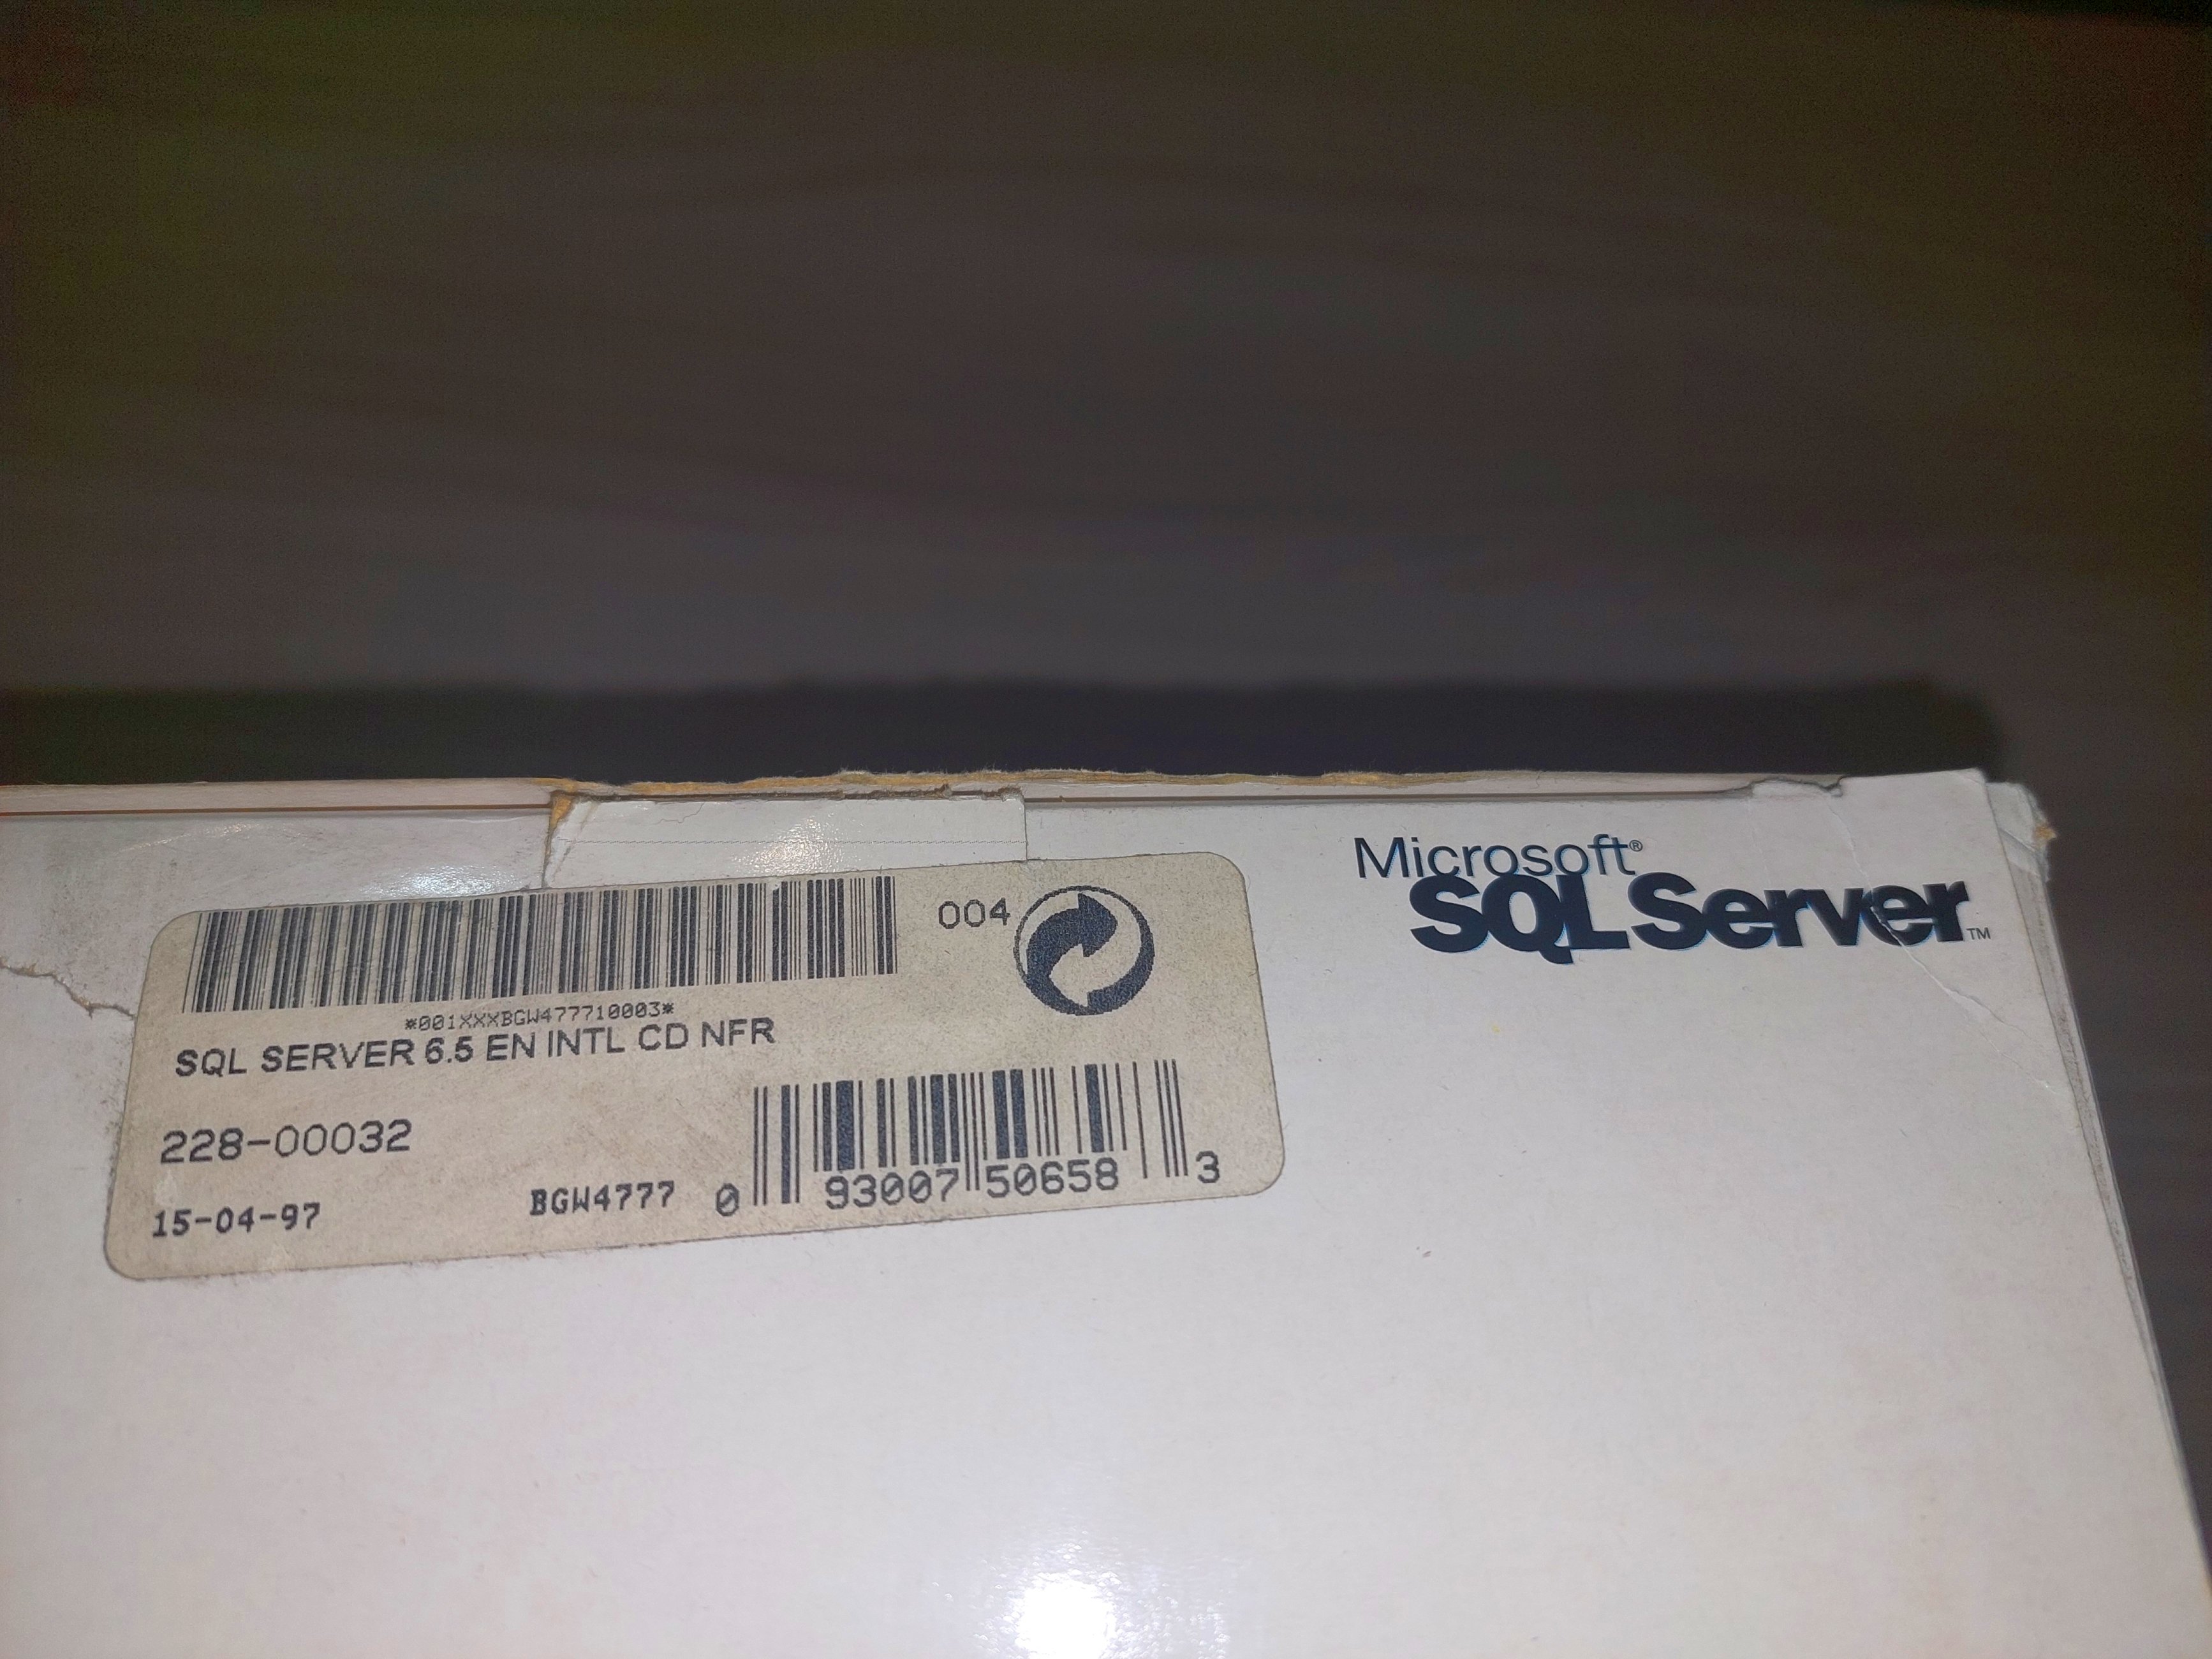 Microsoft®
SQL Server™
004
*001XXXBGW477710003*
SQL SERVER 6.5 EN INTL CD NFR
228-00032
15-04-97
BGW4777
0 93007 50658 3